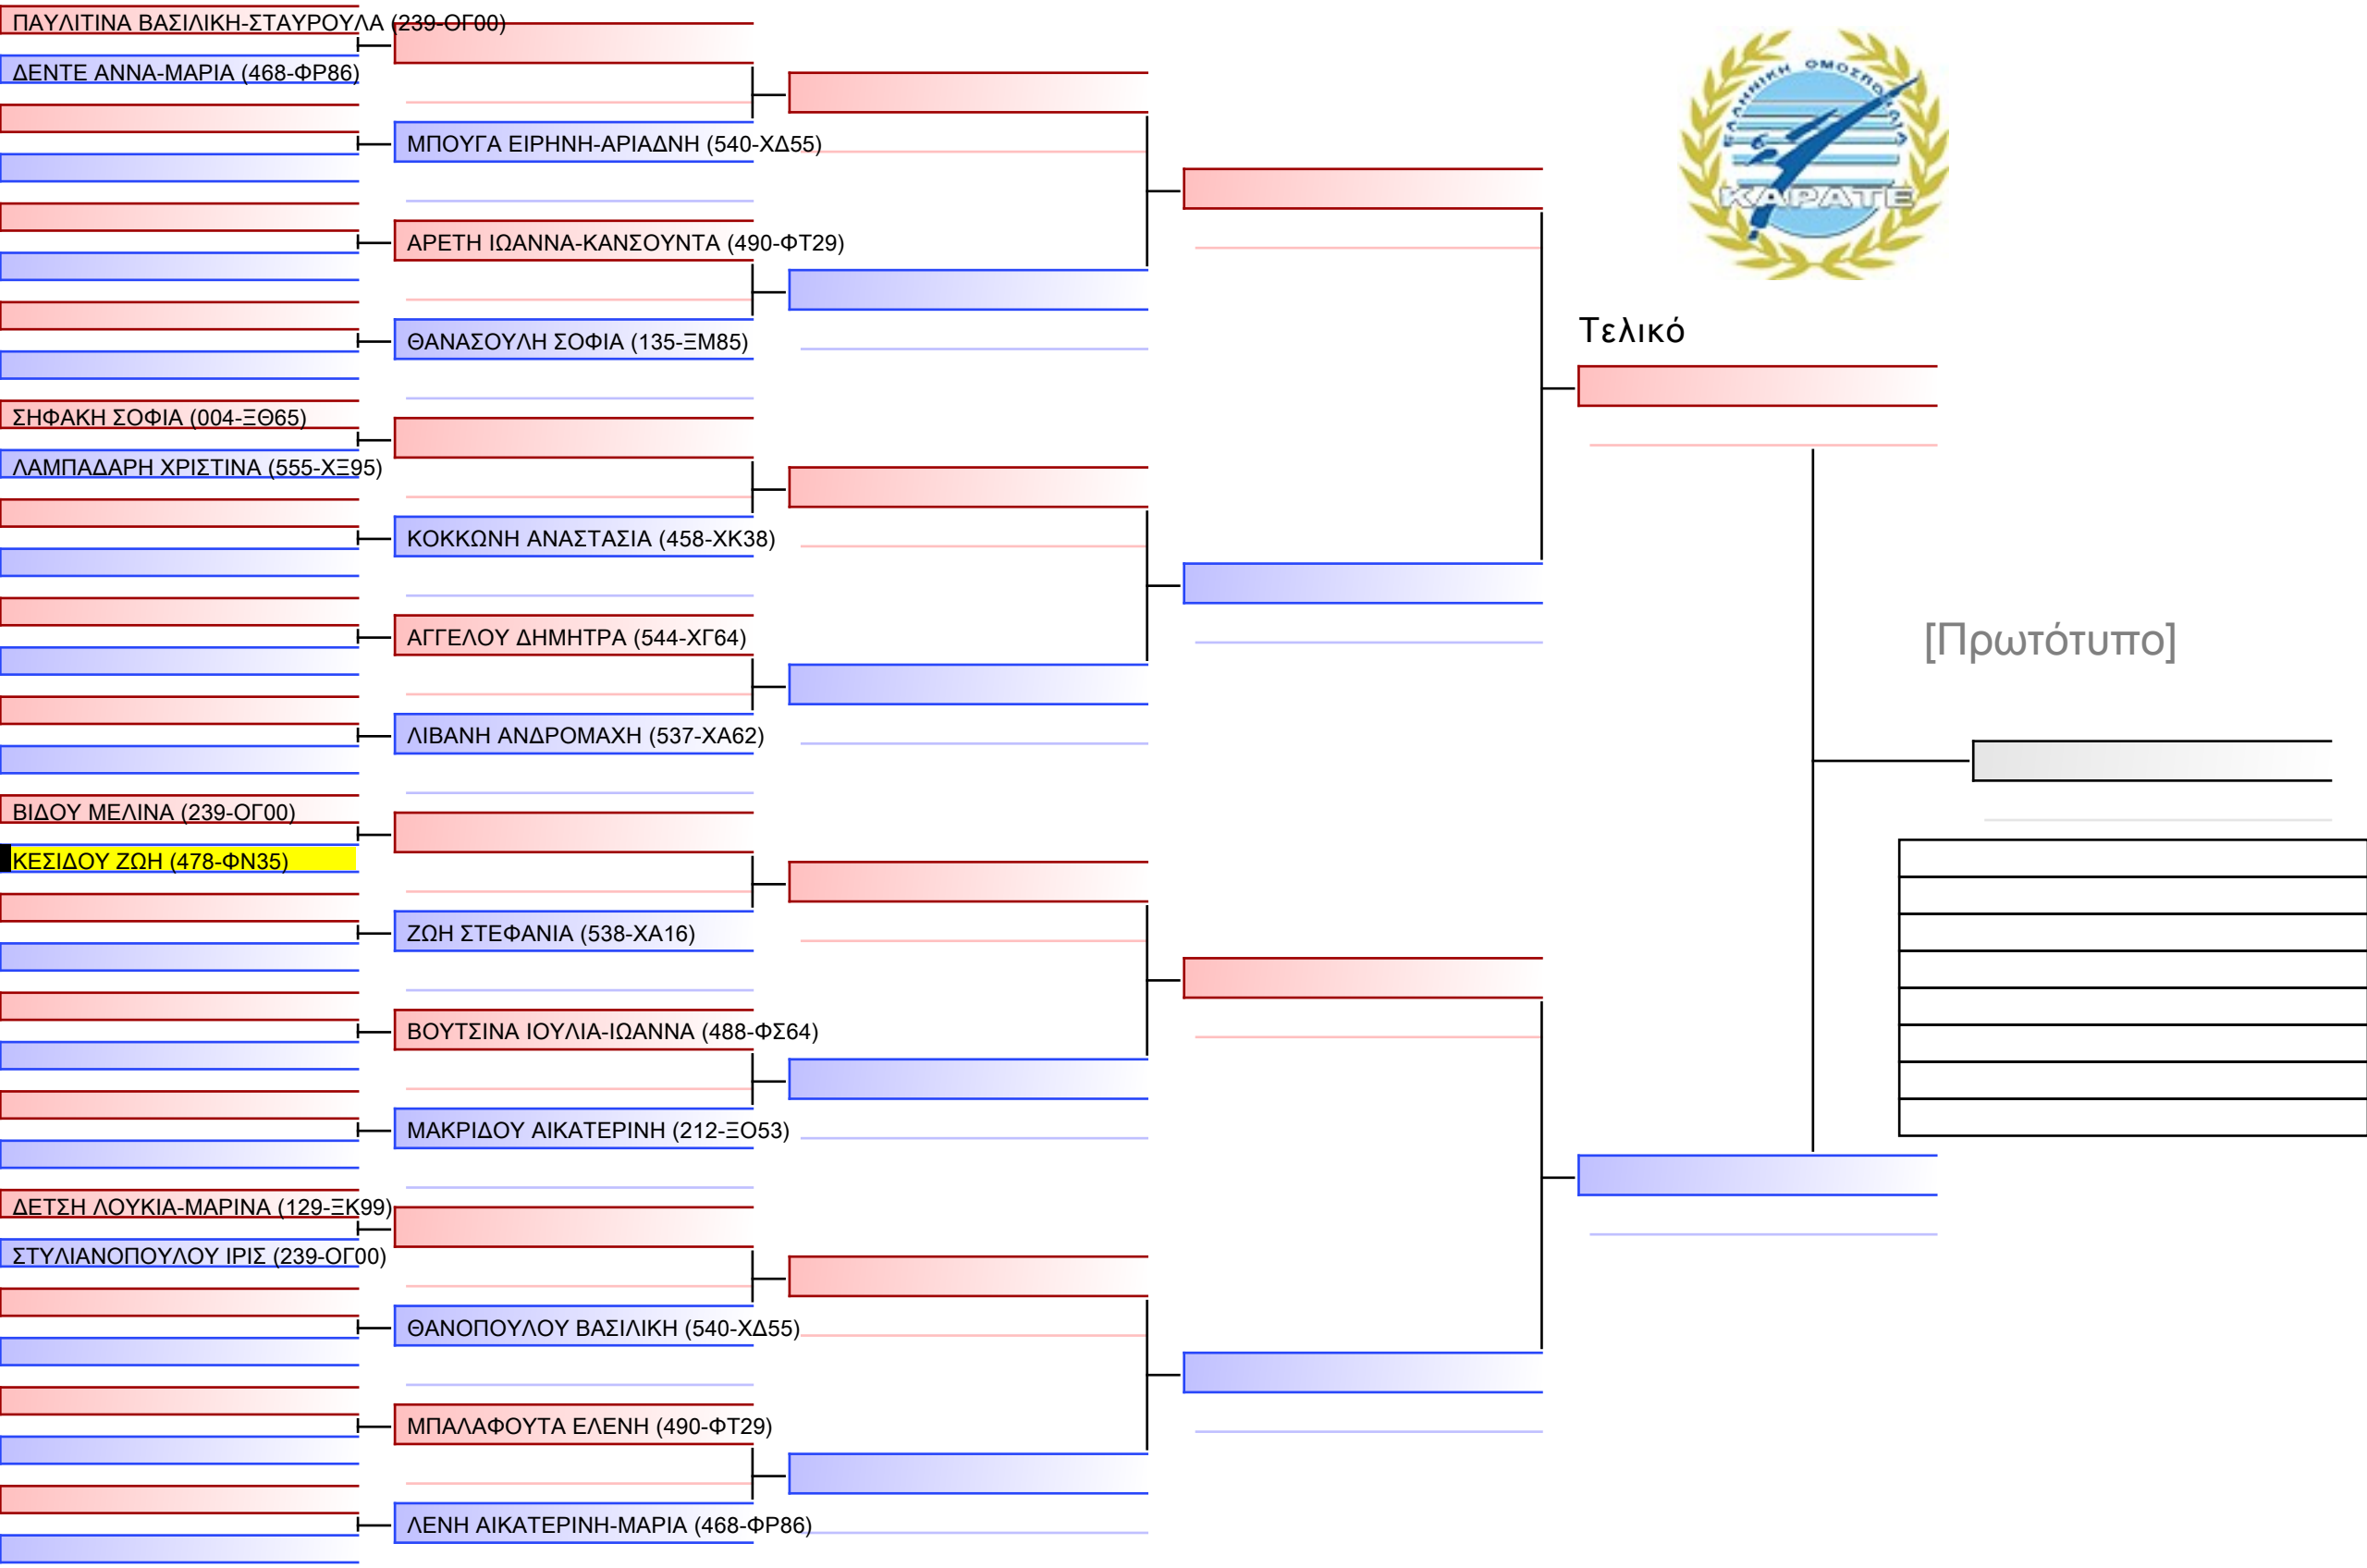 ΠΑΥΛΙΤΙΝΑ ΒΑΣΙΛΙΚΗ-ΣΤΑΥΡΟΥΛΑ (239-ΟΓ00)
ΔΕΝΤΕ ΑΝΝΑ-ΜΑΡΙΑ (468-ΦΡ86)
ΣΗΦΑΚΗ ΣΟΦΙΑ (004-ΞΘ65)
ΛΑΜΠΑΔΑΡΗ ΧΡΙΣΤΙΝΑ (555-ΧΞ95)
ΒΙΔΟΥ ΜΕΛΙΝΑ (239-ΟΓ00)
ΚΕΣΙΔΟΥ ΖΩΗ (478-ΦΝ35)
ΔΕΤΣΗ ΛΟΥΚΙΑ-ΜΑΡΙΝΑ (129-ΞΚ99)
ΣΤΥΛΙΑΝΟΠΟΥΛΟΥ ΙΡΙΣ (239-ΟΓ00)
ΜΠΟΥΓΑ ΕΙΡΗΝΗ-ΑΡΙΑΔΝΗ (540-ΧΔ55)
ΑΡΕΤΗ ΙΩΑΝΝΑ-ΚΑΝΣΟΥΝΤΑ (490-ΦΤ29)
ΘΑΝΑΣΟΥΛΗ ΣΟΦΙΑ (135-ΞΜ85)
ΚΟΚΚΩΝΗ ΑΝΑΣΤΑΣΙΑ (458-ΧΚ38)
ΑΓΓΕΛΟΥ ΔΗΜΗΤΡΑ (544-ΧΓ64)
ΛΙΒΑΝΗ ΑΝΔΡΟΜΑΧΗ (537-ΧΑ62)
ΖΩΗ ΣΤΕΦΑΝΙΑ (538-ΧΑ16)
ΒΟΥΤΣΙΝΑ ΙΟΥΛΙΑ-ΙΩΑΝΝΑ (488-ΦΣ64)
ΜΑΚΡΙΔΟΥ ΑΙΚΑΤΕΡΙΝΗ (212-ΞΟ53)
ΘΑΝΟΠΟΥΛΟΥ ΒΑΣΙΛΙΚΗ (540-ΧΔ55)
ΜΠΑΛΑΦΟΥΤΑ ΕΛΕΝΗ (490-ΦΤ29)
ΛΕΝΗ ΑΙΚΑΤΕΡΙΝΗ-ΜΑΡΙΑ (468-ΦΡ86)
ΕΛΛΗΝΙΚΗ ΟΜΟΣΠΟΝΔΙΑ
ΚΑΡΑΤΕ
Τελικό
[Πρωτότυπο]